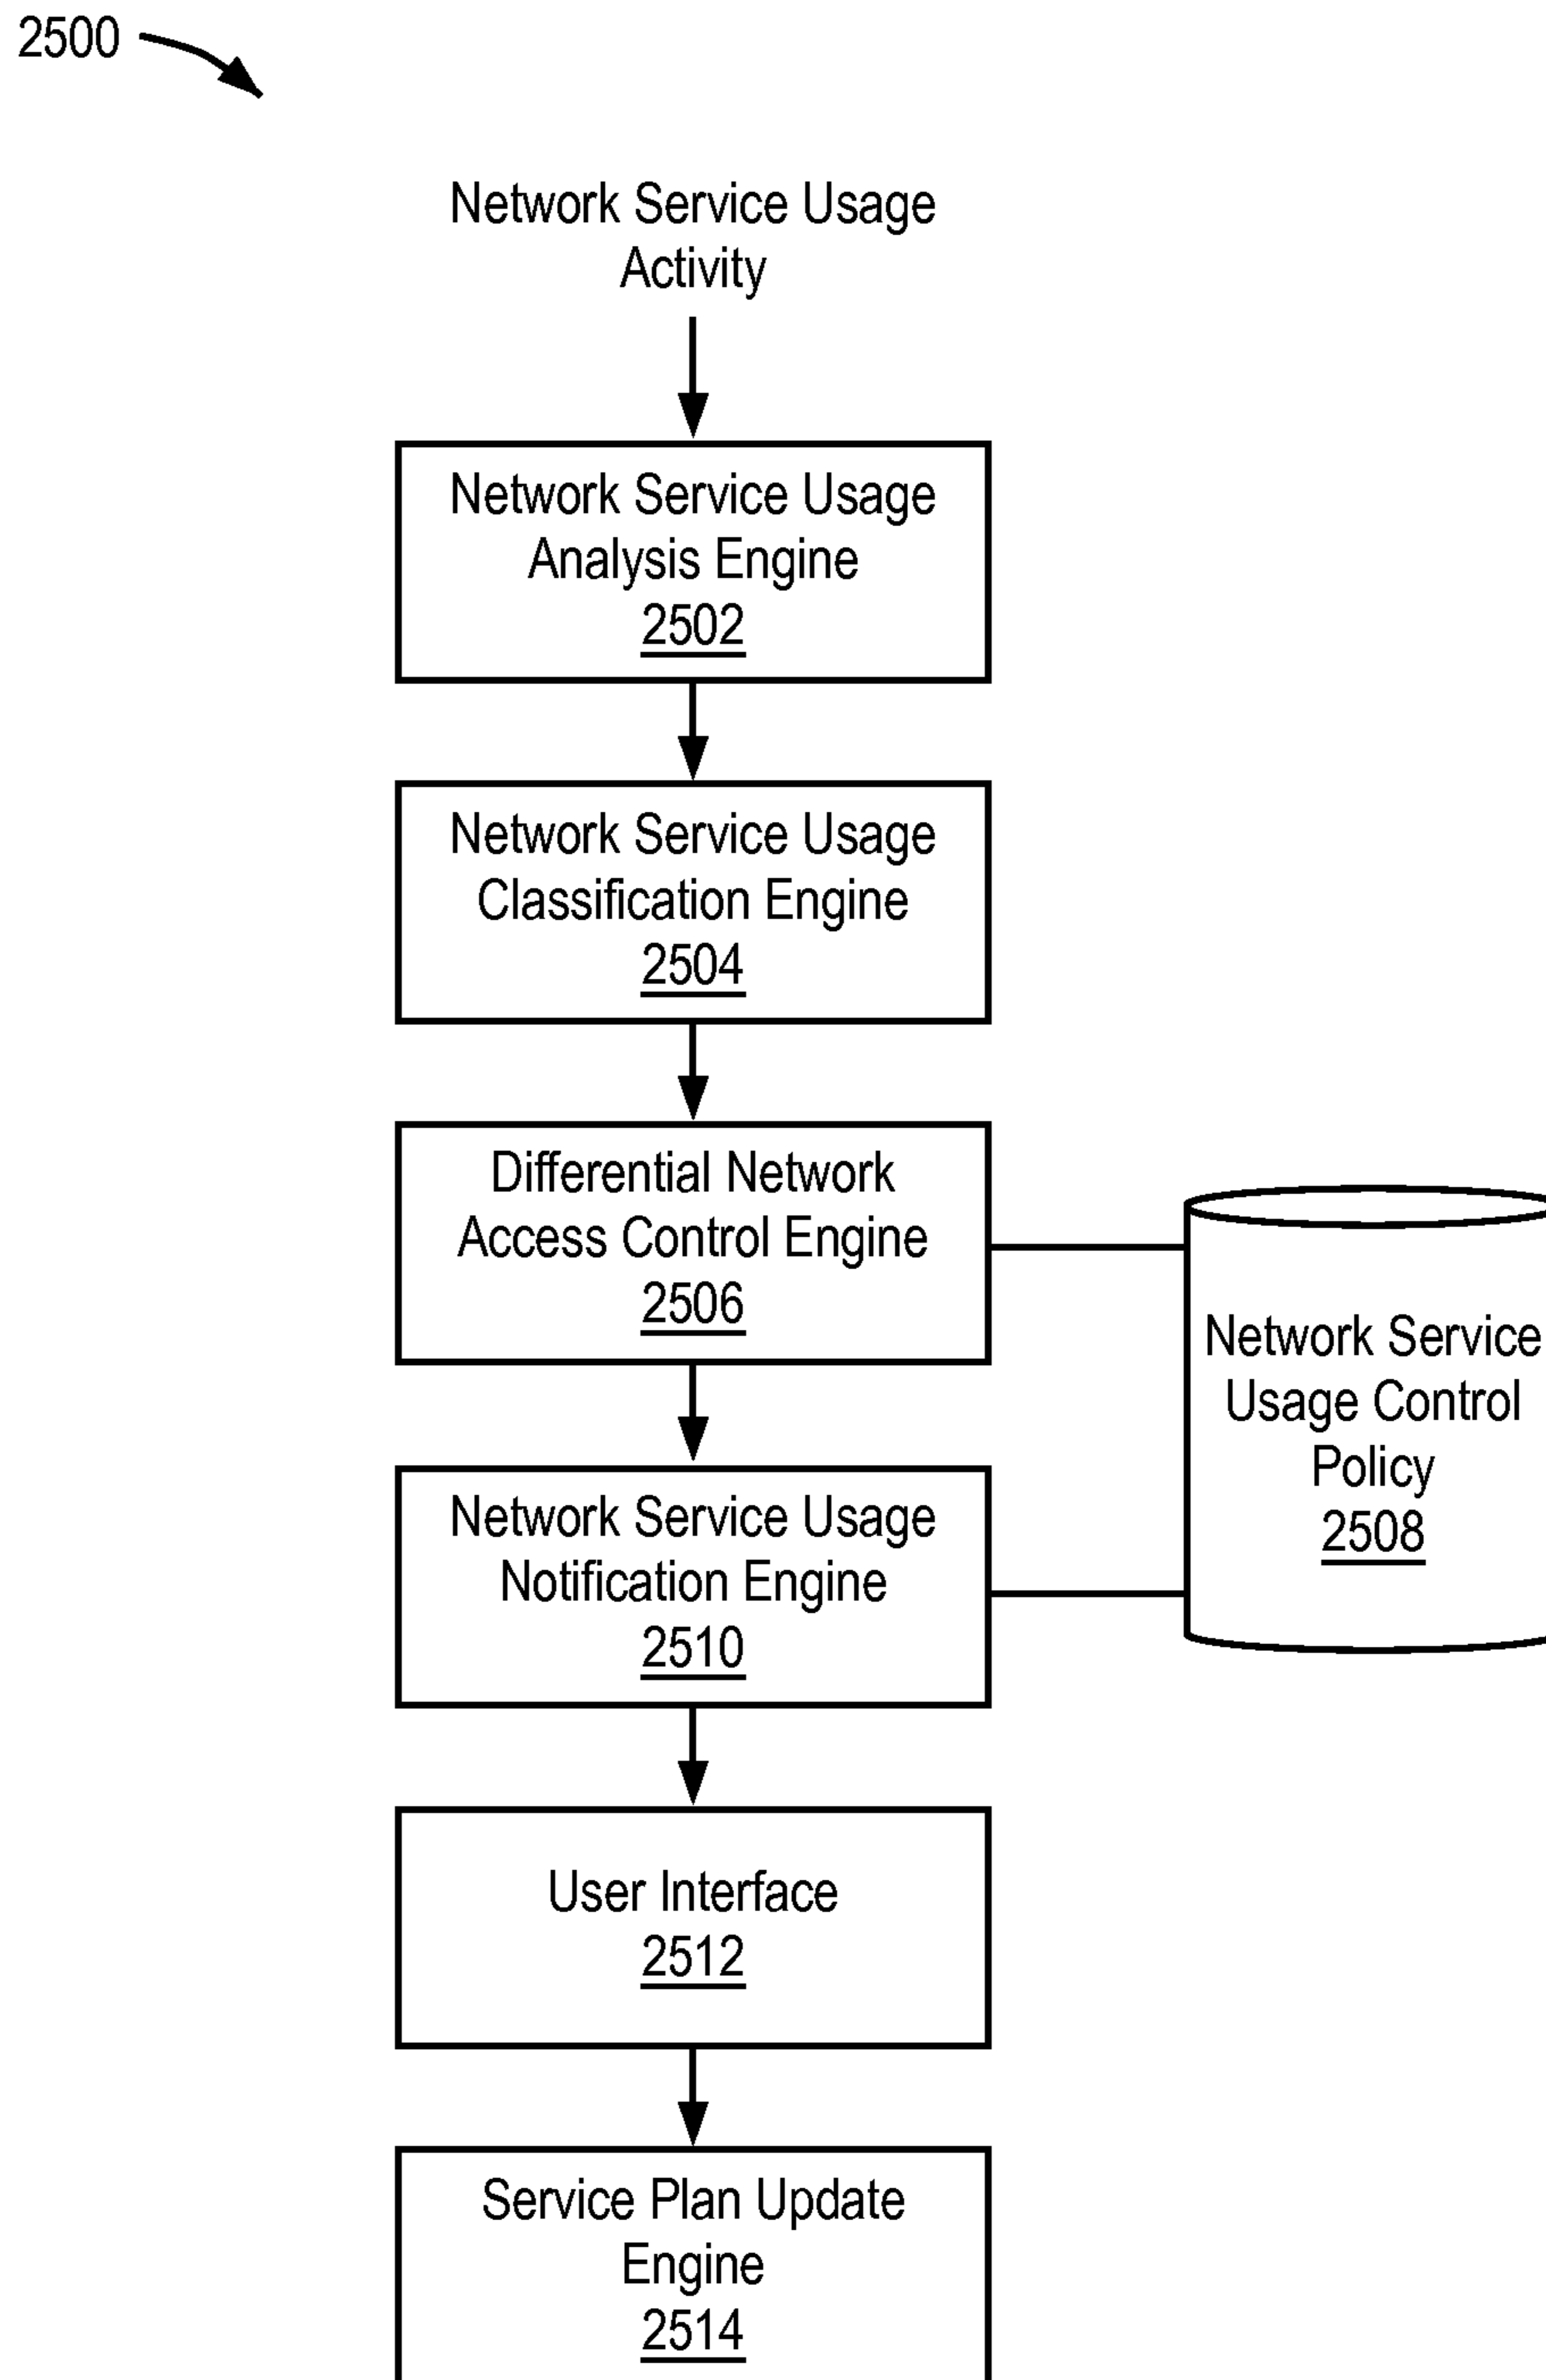 2500
Network Service Usage
Activity
Network Service Usage
Analysis Engine
2502
Network Service Usage
Classification Engine
2504
Differential Network
Access Control Engine
2506
Network Service
Usage Control
Policy
2508
Network Service Usage
Notification Engine
2510
User Interface
2512
Service Plan Update
Engine
2514